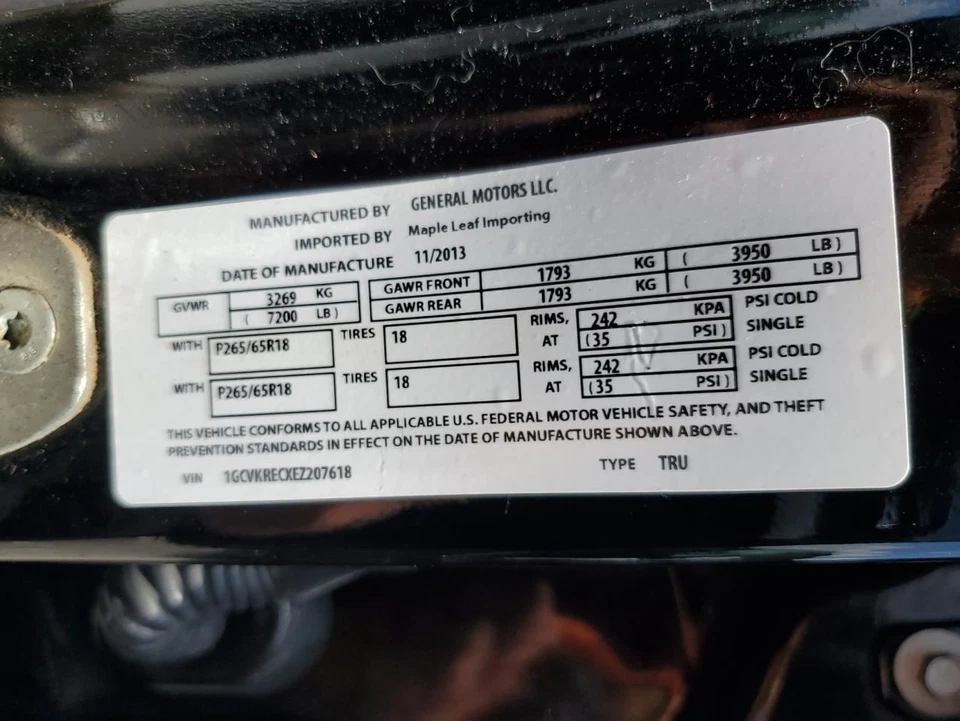 MANUFACTURED BY GENERAL MOTORS LLC.
IMPORTED BY Maple Leaf Importing
DATE OF MANUFACTURE 11/2013
GVWR 3269 KG GAWR FRONT 1793 KG ( 3950 LB )
( 7200 LB ) GAWR REAR 1793 KG ( 3950 LB )
WITH P265/65R18 TIRES 18 RIMS, 242 KPA PSI COLD
AT (35 PSI ) SINGLE
WITH P265/65R18 TIRES 18 RIMS, 242 KPA PSI COLD
AT (35 PSI ) SINGLE
THIS VEHICLE CONFORMS TO ALL APPLICABLE U.S. FEDERAL MOTOR VEHICLE SAFETY, AND THEFT
PREVENTION STANDARDS IN EFFECT ON THE DATE OF MANUFACTURE SHOWN ABOVE.
VIN 1GCVKRECXEZ207618 TYPE TRU